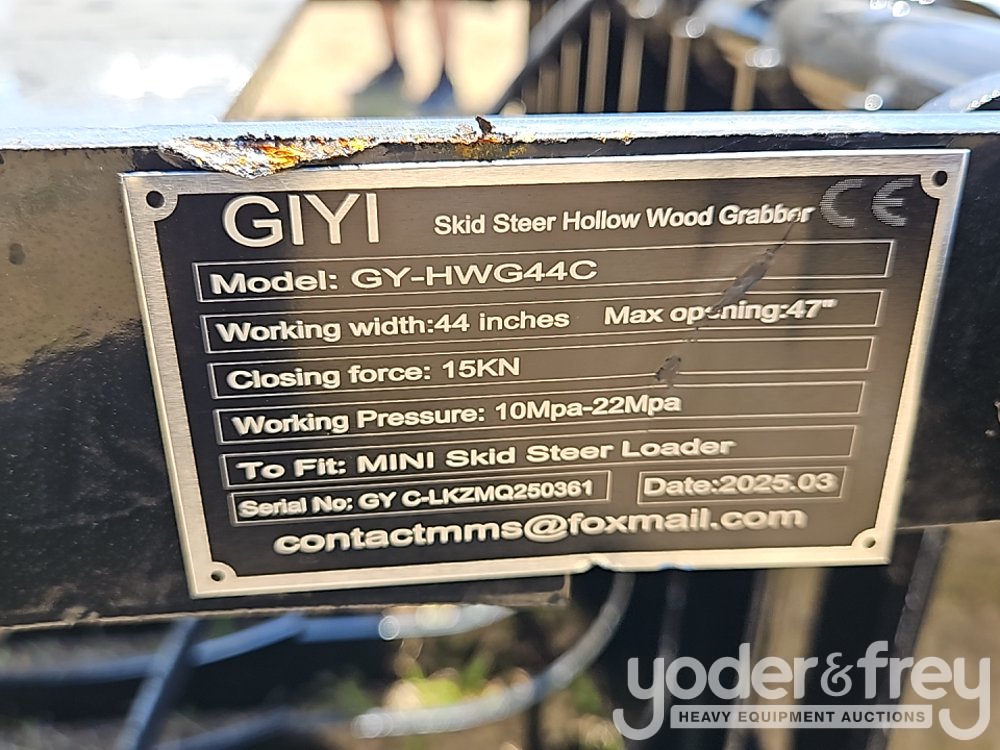 GIYI Skid Steer Hollow Wood Grabber CE
Model: GY-HWG44C
Working width:44 inches Max opening:47"
Closing force: 15KN
Working Pressure: 10Mpa-22Mpa
To Fit: MINI Skid Steer Loader
Serial No: GY C-LKZMQ250361 Date:2025.03
contactmms@foxmail.com
yoder&frey
HEAVY EQUIPMENT AUCTIONS